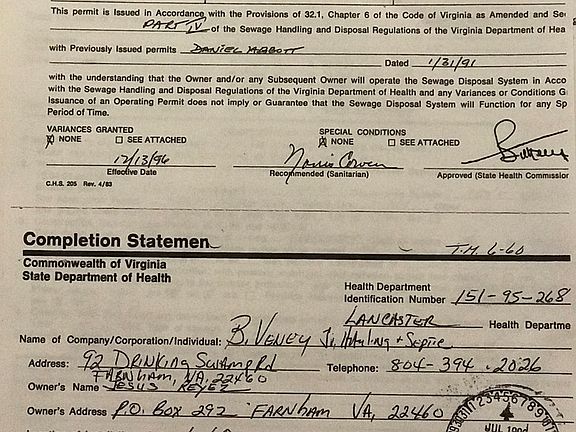 This permit is Issued in Accordance with the Provisions of 32.1, Chapter 6 of the Code of Virginia as Amended and Se
PART IV of the Sewage Handling and Disposal Regulations of the Virginia Department of Hea
with Previously Issued permits DANIEL ABBOTT
Dated 1/31/91
with the understanding that the Owner and/or any Subsequent Owner will operate the Sewage Disposal System in Acco
with the Sewage Handling and Disposal Regulations of the Virginia Department of Health and any Variances or Conditions G
Issuance of an Operating Permit does not imply or Guarantee that the Sewage Disposal System will Function for any Sp
Period of Time.
VARIANCES GRANTED SPECIAL CONDITIONS
☒ NONE ☐ SEE ATTACHED ☒ NONE ☐ SEE ATTACHED
12/13/96
Effective Date Recommended (Sanitarian) Approved (State Health Commissior
C.H.S. 205 Rev. 4/83
Completion Statemen T.M. 6-60
Commonwealth of Virginia
State Department of Health
Health Department
Identification Number 151-95-268
LANCASTER Health Departme
Name of Company/Corporation/Individual: B. VENEY Jr, Hauling + Septic
Address: 92 DRINKING SWAMP Rd Telephone: 804-394-2026
FARNHAM, VA. 22460
Owner's Name JESUS REYEZ
Owner's Address P.O. BOX 292 FARNHAM VA, 22460